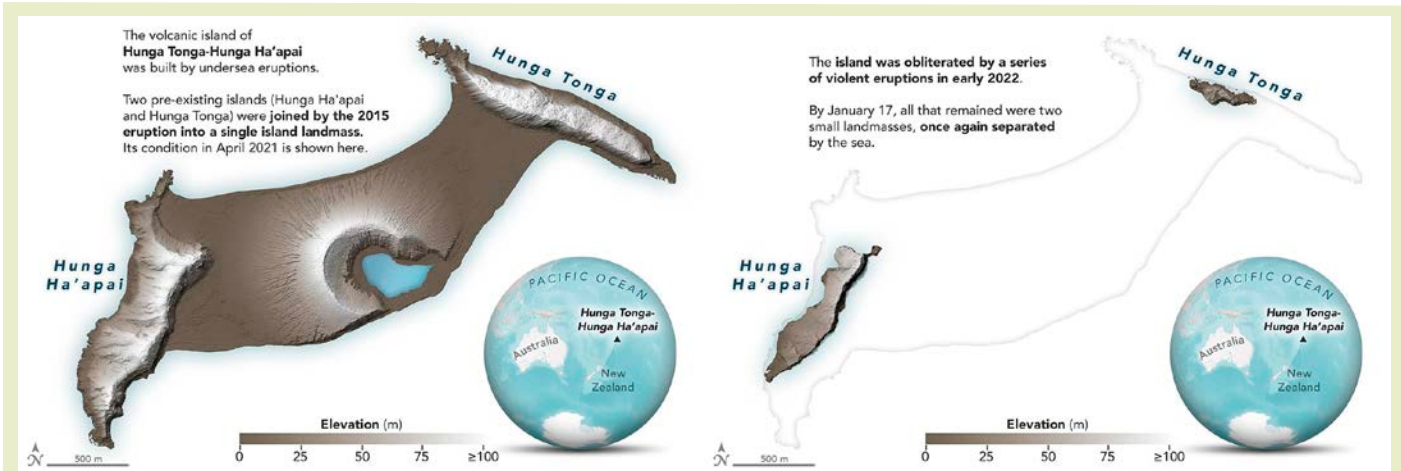 The volcanic island of
Hunga Tonga-Hunga Ha‘apai
was built by undersea eruptions.
Two pre-existing islands (Hunga Ha‘apai
and Hunga Tonga) were joined by the 2015
eruption into a single island landmass.
Its condition in April 2021 is shown here.
Hunga Tonga
Hunga
Ha‘apai
PACIFIC OCEAN
Hunga Tonga-
Hunga Ha‘apai
Australia
New
Zealand
Elevation (m)
0 25 50 75 ≥100
N
500 m
The island was obliterated by a series
of violent eruptions in early 2022.
By January 17, all that remained were two
small landmasses, once again separated
by the sea.
Hunga Tonga
Hunga
Ha‘apai
PACIFIC OCEAN
Hunga Tonga-
Hunga Ha‘apai
Australia
New
Zealand
Elevation (m)
0 25 50 75 ≥100
N
500 m